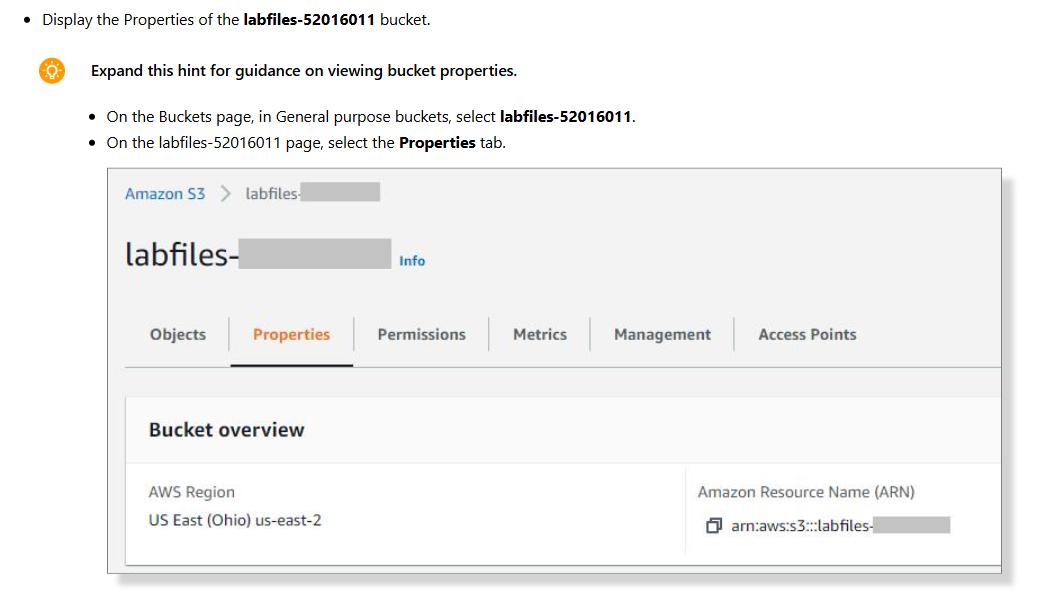 Display the Properties of the labfiles-52016011 bucket.
Expand this hint for guidance on viewing bucket properties.
On the Buckets page, in General purpose buckets, select labfiles-52016011.
On the labfiles-52016011 page, select the Properties tab.
Amazon S3 > labfiles-
labfiles- Info
Objects Properties Permissions Metrics Management Access Points
Bucket overview
AWS Region Amazon Resource Name (ARN)
US East (Ohio) us-east-2 arn:aws:s3:::labfiles-